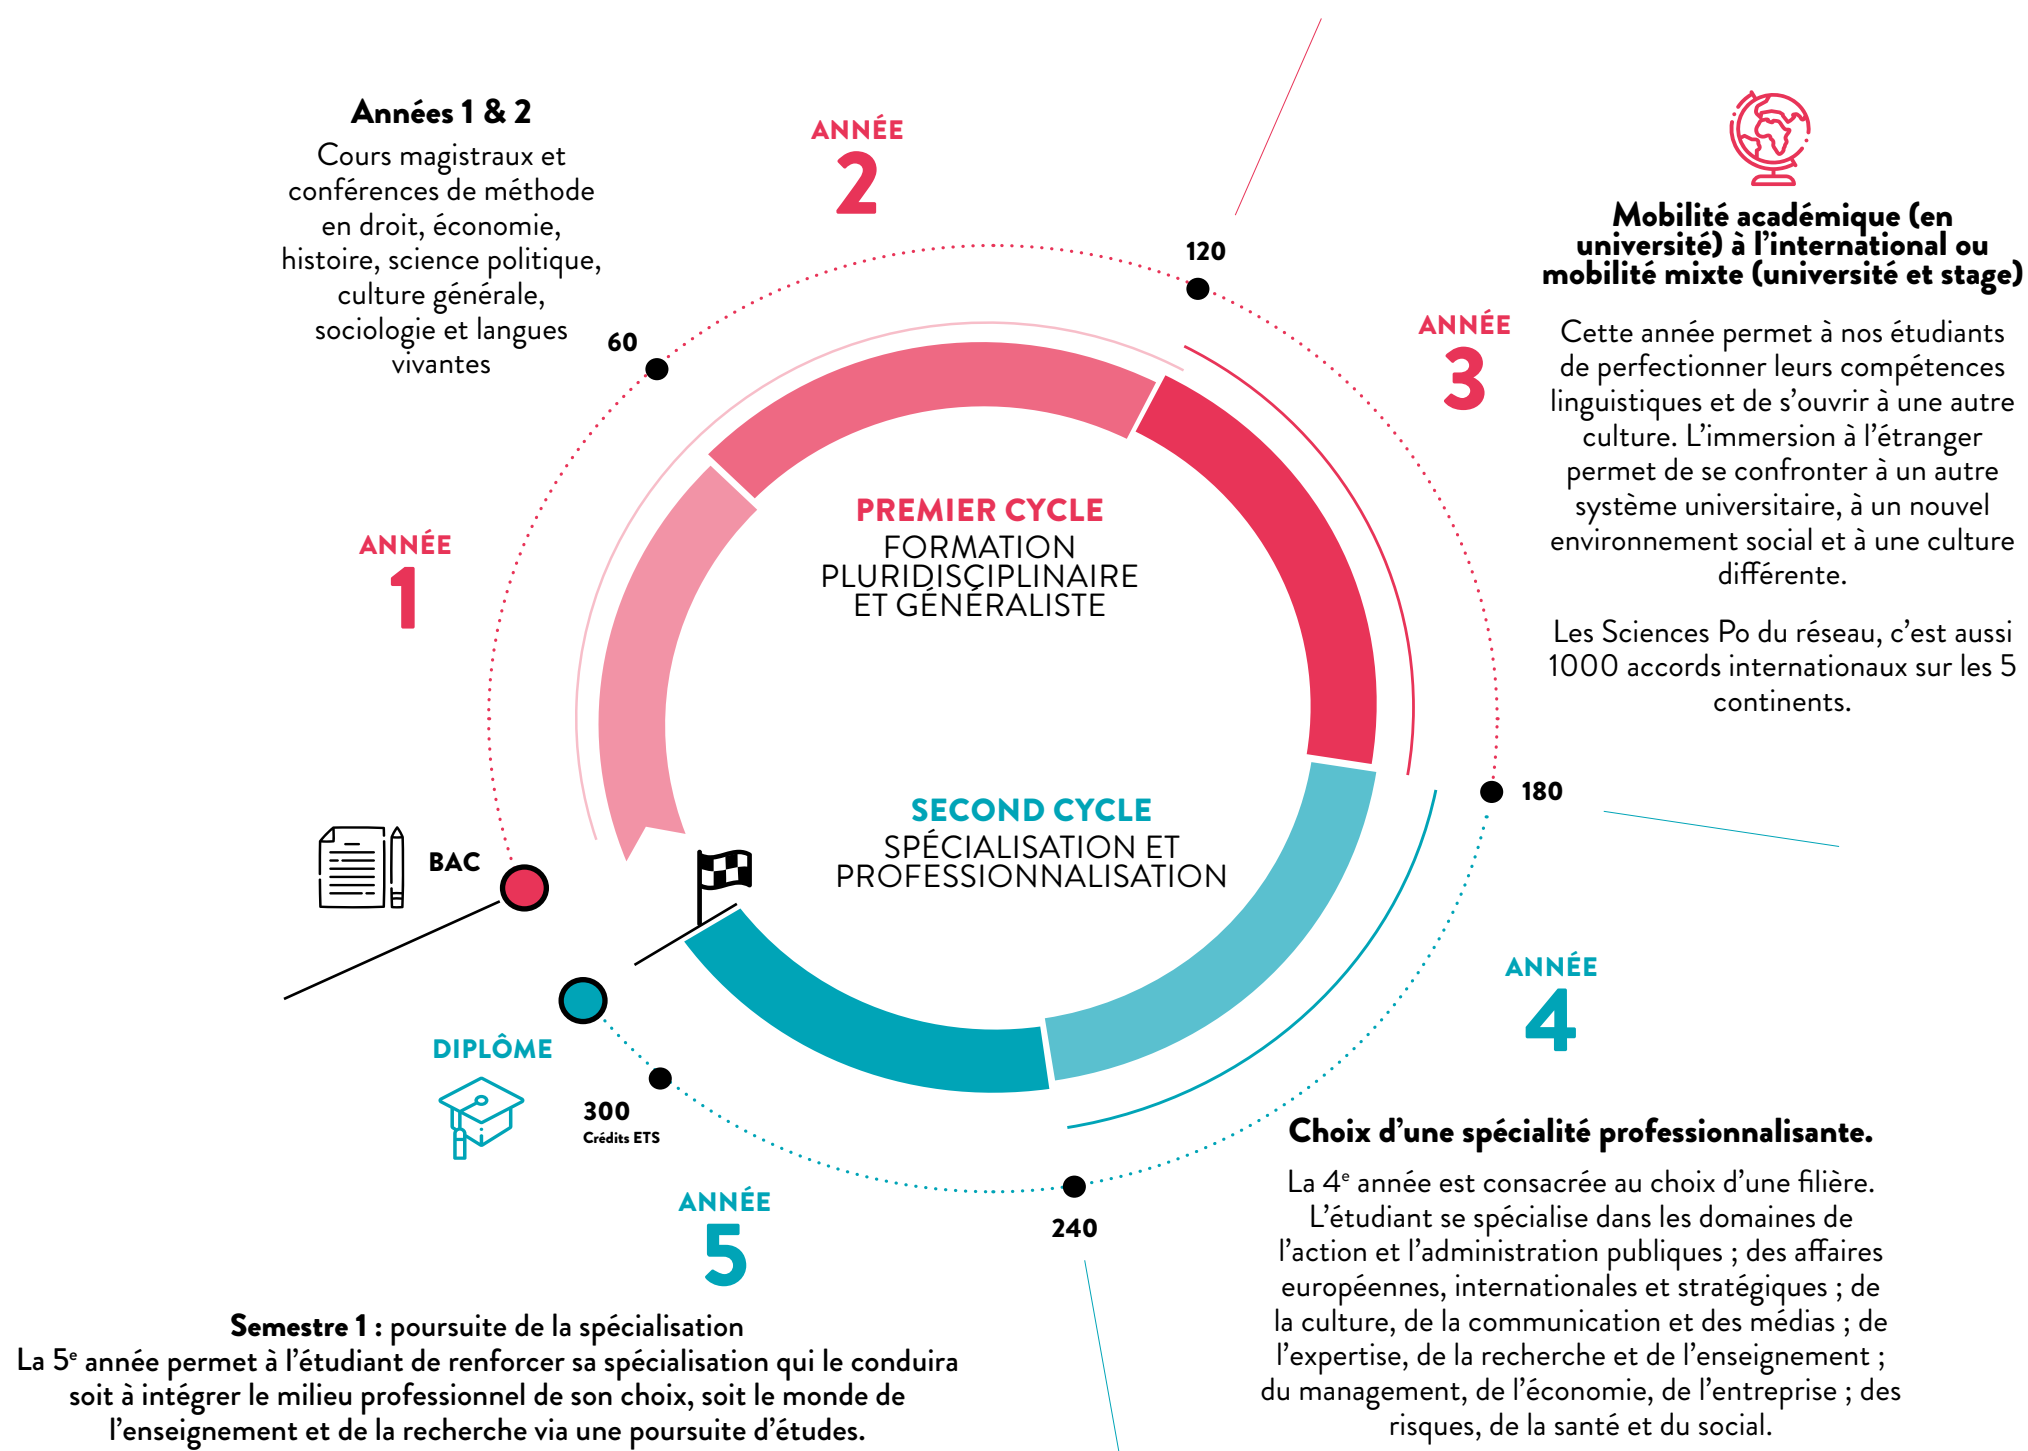 Années 1 & 2
Cours magistraux et
conférences de méthode
en droit, économie,
histoire, science politique,
culture générale,
sociologie et langues
vivantes
ANNÉE
1
60
ANNÉE
2
120
ANNÉE
3
Mobilité académique (en
université) à l’international ou
mobilité mixte (université et stage)
Cette année permet à nos étudiants
de perfectionner leurs compétences
linguistiques et de s’ouvrir à une autre
culture. L’immersion à l’étranger
permet de se confronter à un autre
système universitaire, à un nouvel
environnement social et à une culture
différente.
Les Sciences Po du réseau, c’est aussi
1000 accords internationaux sur les 5
continents.
PREMIER CYCLE
FORMATION
PLURIDISCIPLINAIRE
ET GÉNÉRALISTE
SECOND CYCLE
SPÉCIALISATION ET
PROFESSIONNALISATION
180
BAC
ANNÉE
4
Choix d’une spécialité professionnalisante.
La 4e année est consacrée au choix d’une filière.
L’étudiant se spécialise dans les domaines de
l’action et l’administration publiques ; des affaires
européennes, internationales et stratégiques ; de
la culture, de la communication et des médias ; de
l’expertise, de la recherche et de l’enseignement ;
du management, de l’économie, de l’entreprise ; des
risques, de la santé et du social.
240
DIPLÔME
300
Crédits ETS
ANNÉE
5
Semestre 1 : poursuite de la spécialisation
La 5e année permet à l’étudiant de renforcer sa spécialisation qui le conduira
soit à intégrer le milieu professionnel de son choix, soit le monde de
l’enseignement et de la recherche via une poursuite d’études.